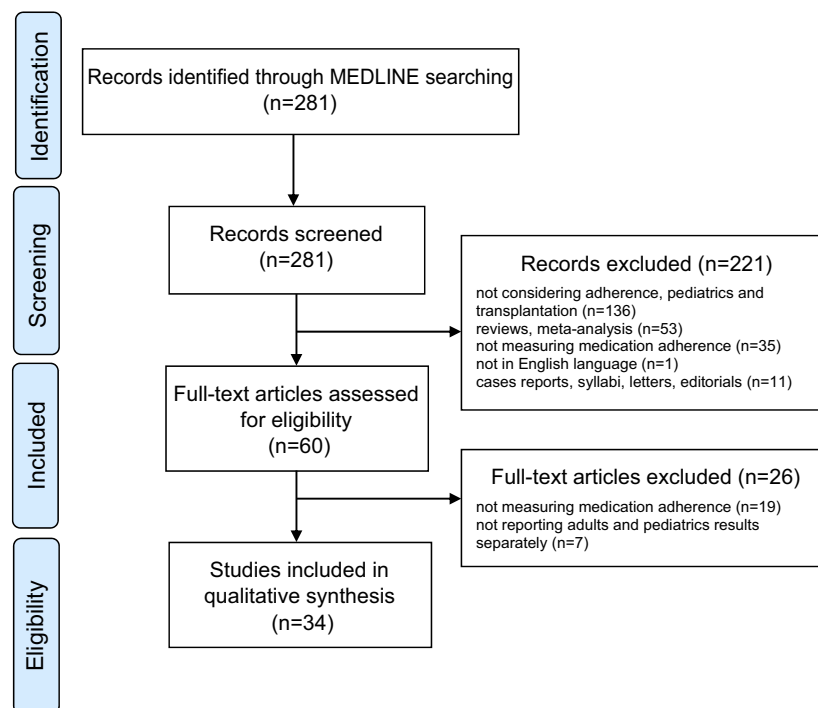 Identification
Records identified through MEDLINE searching
(n=281)
Screening
Records screened
(n=281)
Records excluded (n=221)
not considering adherence, pediatrics and
transplantation (n=136)
reviews, meta-analysis (n=53)
not measuring medication adherence (n=35)
not in English language (n=1)
cases reports, syllabi, letters, editorials (n=11)
Included
Full-text articles assessed
for eligibility
(n=60)
Full-text articles excluded (n=26)
not measuring medication adherence (n=19)
not reporting adults and pediatrics results
separately (n=7)
Eligibility
Studies included in
qualitative synthesis
(n=34)